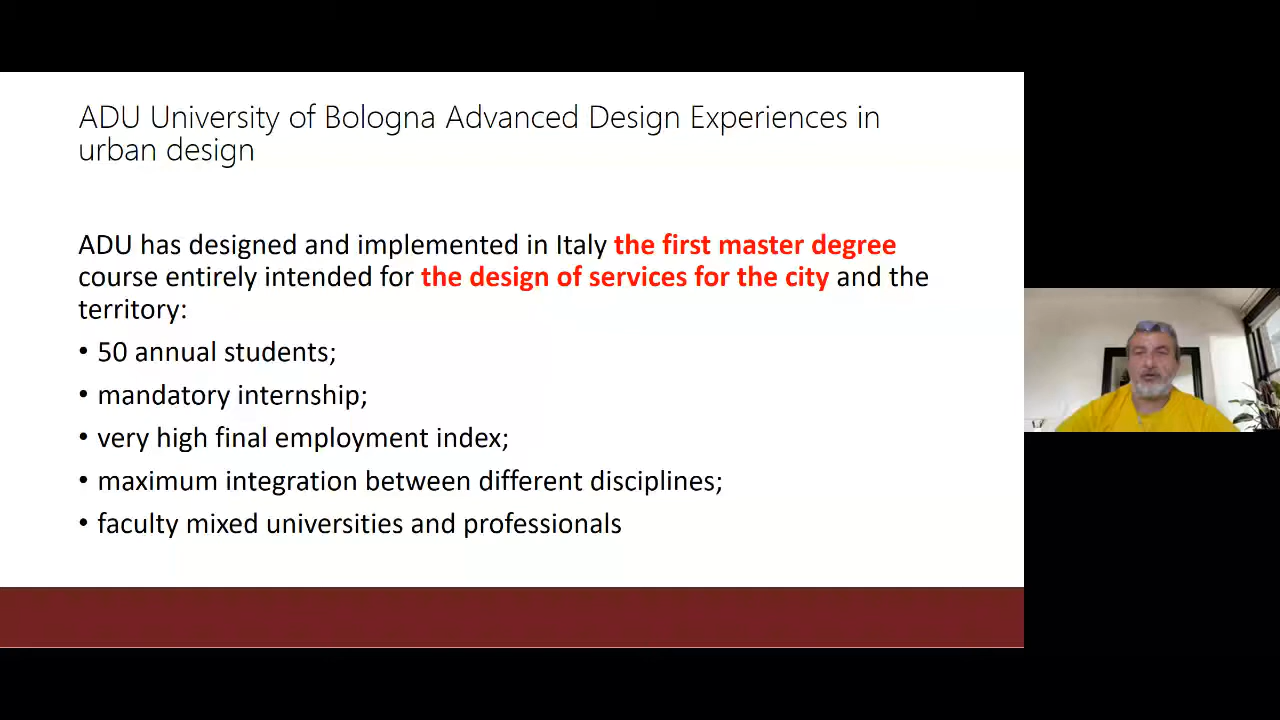 ADU University of Bologna Advanced Design Experiences in
urban design
ADU has designed and implemented in Italy the first master degree
course entirely intended for the design of services for the city and the
territory:
• 50 annual students;
• mandatory internship;
• very high final employment index;
• maximum integration between different disciplines;
• faculty mixed universities and professionals